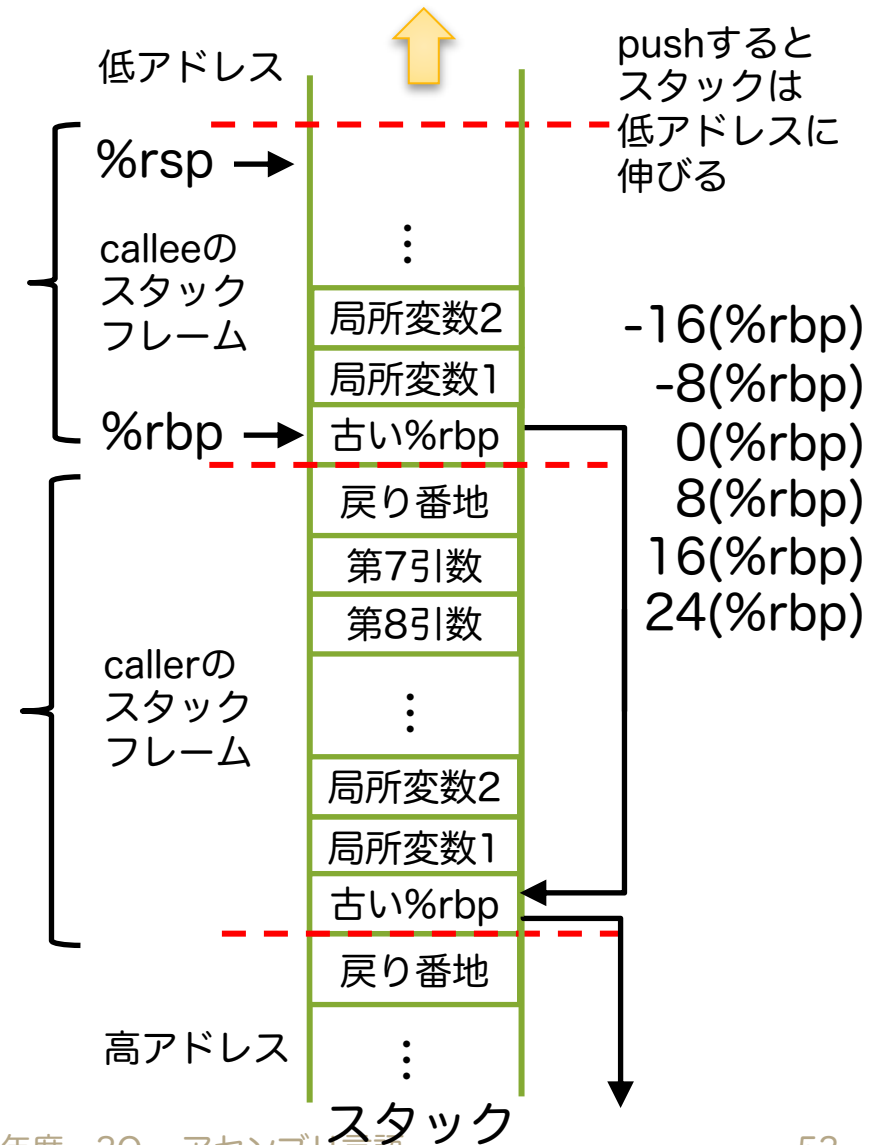 低アドレス
pushすると
スタックは
低アドレスに
伸びる
%rsp
calleeの
スタック
フレーム
⋮
局所変数2
-16(%rbp)
局所変数1
-8(%rbp)
%rbp
古い%rbp
0(%rbp)
戻り番地
8(%rbp)
第7引数
16(%rbp)
第8引数
24(%rbp)
callerの
スタック
フレーム
⋮
局所変数2
局所変数1
古い%rbp
戻り番地
高アドレス
⋮
スタック